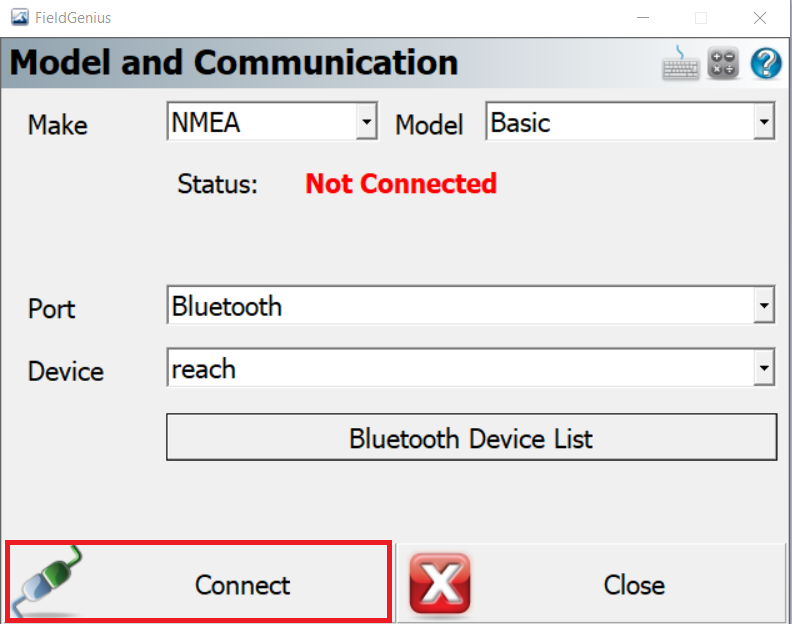 FieldGenius
Model and Communication
Make NMEA Model Basic
Status: Not Connected
Port Bluetooth
Device reach
Bluetooth Device List
Connect Close